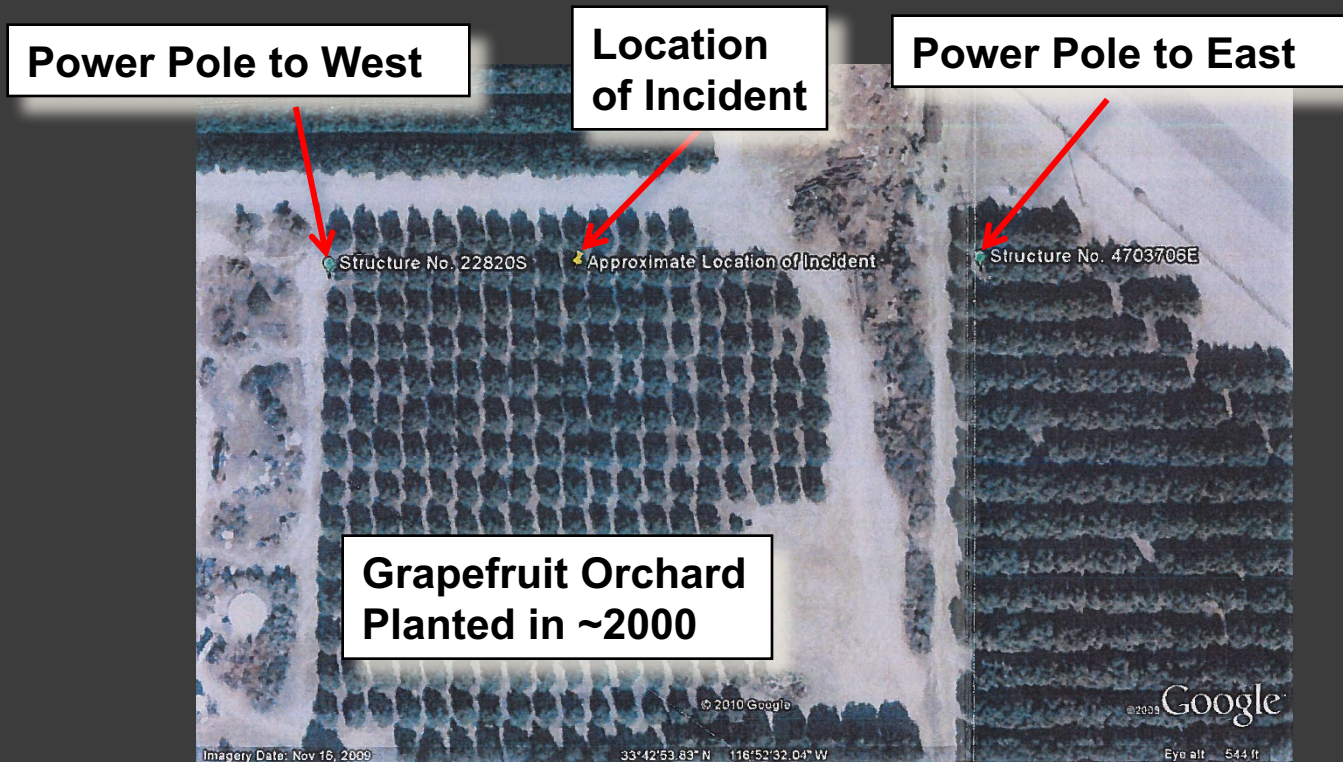 Power Pole to West
Location
of Incident
Power Pole to East
Structure No. 22820S
Approximate Location of Incident
Structure No. 4703706E
Grapefruit Orchard
Planted in ~2000
© 2010 Google
©2009 Google
Imagery Date: Nov 16, 2009
33°42'53.83" N 116°52'32.04" W
Eye alt 544 ft